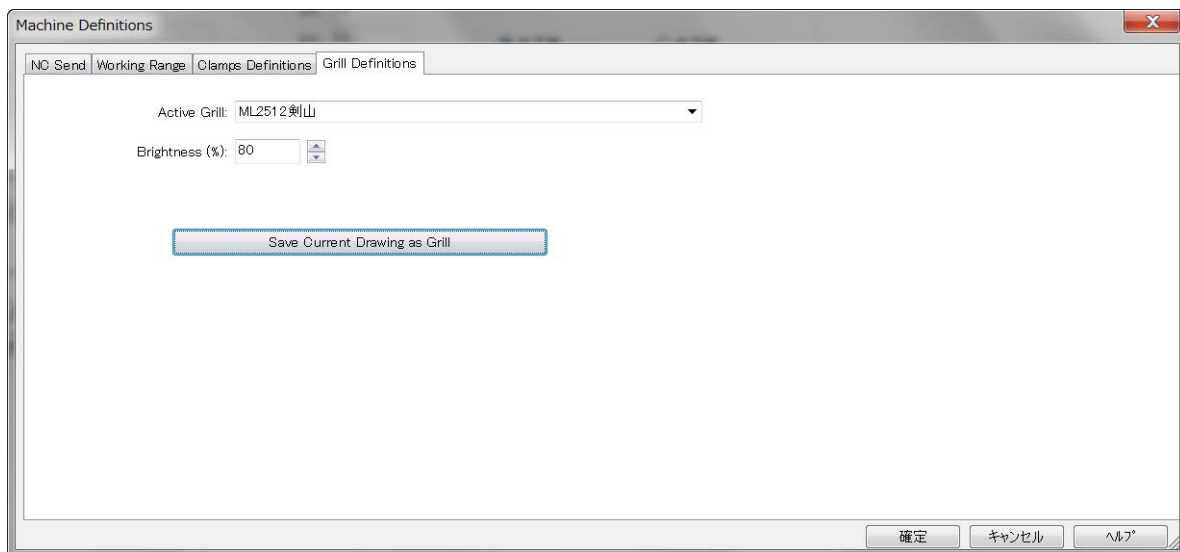 Machine Definitions
NC Send Working Range Clamps Definitions Grill Definitions
Active Grill: ML2512剣山
Brightness (%): 80
Save Current Drawing as Grill
確定 キャンセル ヘルプ